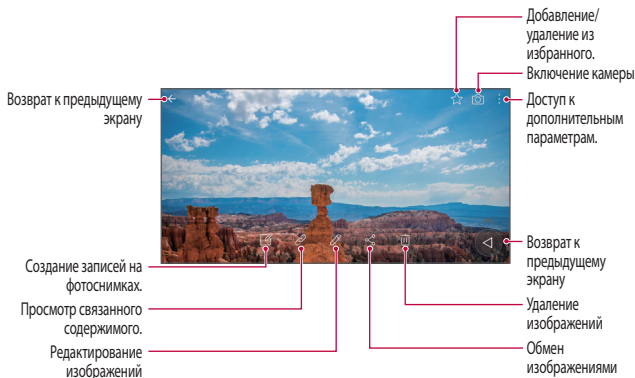 Добавление/
удаление из
избранного.
Включение камеры
Возврат к предыдущему
экрану
Доступ к
дополнительным
параметрам.
Возврат к
предыдущему
экрану
Создание записей на
фотоснимках.
Просмотр связанного
содержимого.
Удаление
изображений
Редактирование
изображений
Обмен
изображениями